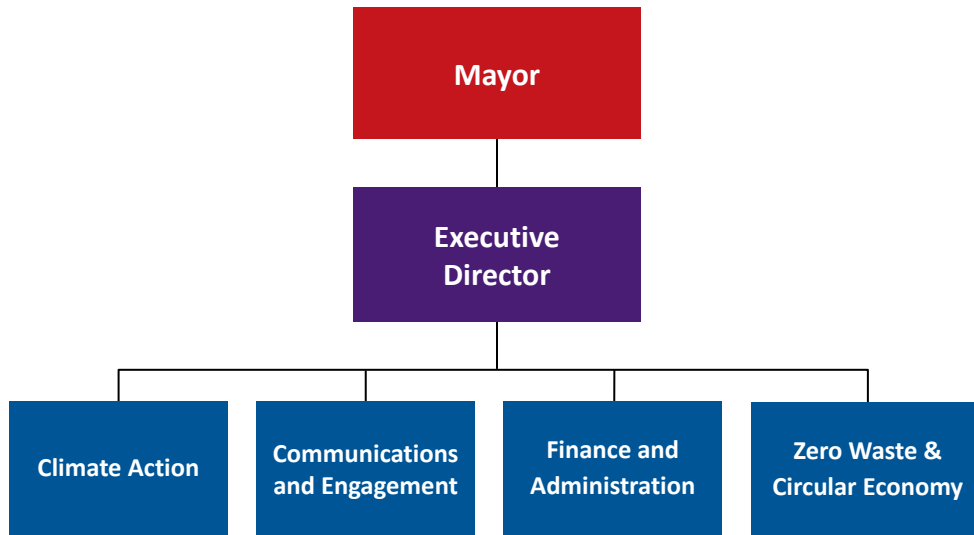 Mayor
Executive
Director
Climate Action
Communications
and Engagement
Finance and
Administration
Zero Waste &
Circular Economy